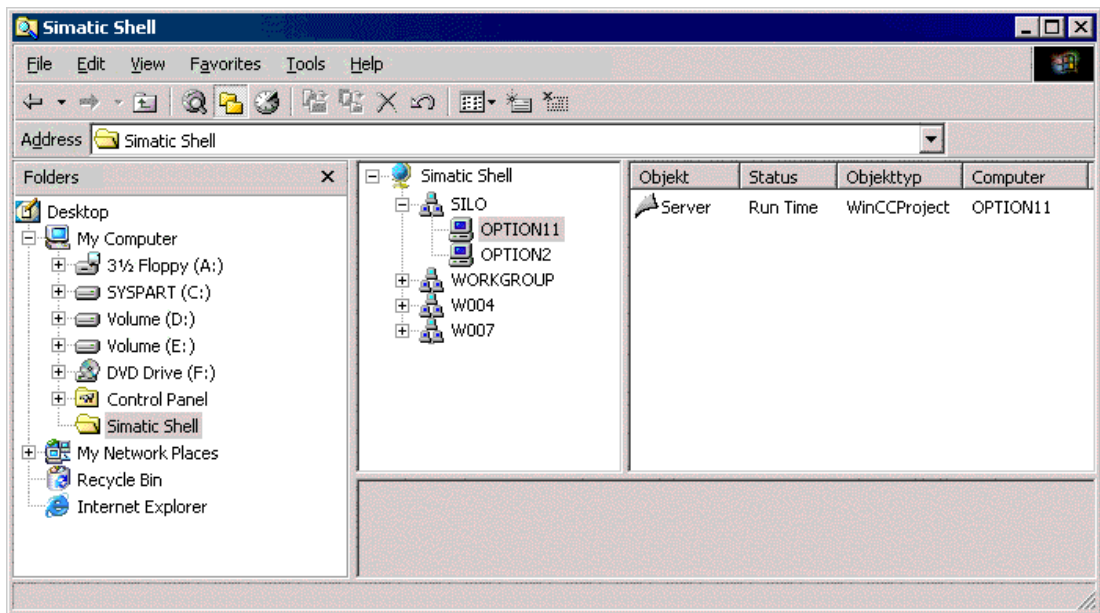 Simatic Shell
File Edit View Favorites Tools Help
Address Simatic Shell
Folders
Desktop
My Computer
3½ Floppy (A:)
SYSPART (C:)
Volume (D:)
Volume (E:)
DVD Drive (F:)
Control Panel
Simatic Shell
My Network Places
Recycle Bin
Internet Explorer
Simatic Shell
SILO
OPTION11
OPTION2
WORKGROUP
W004
W007
Objekt Status Objekttyp Computer
Server Run Time WinCCProject OPTION11